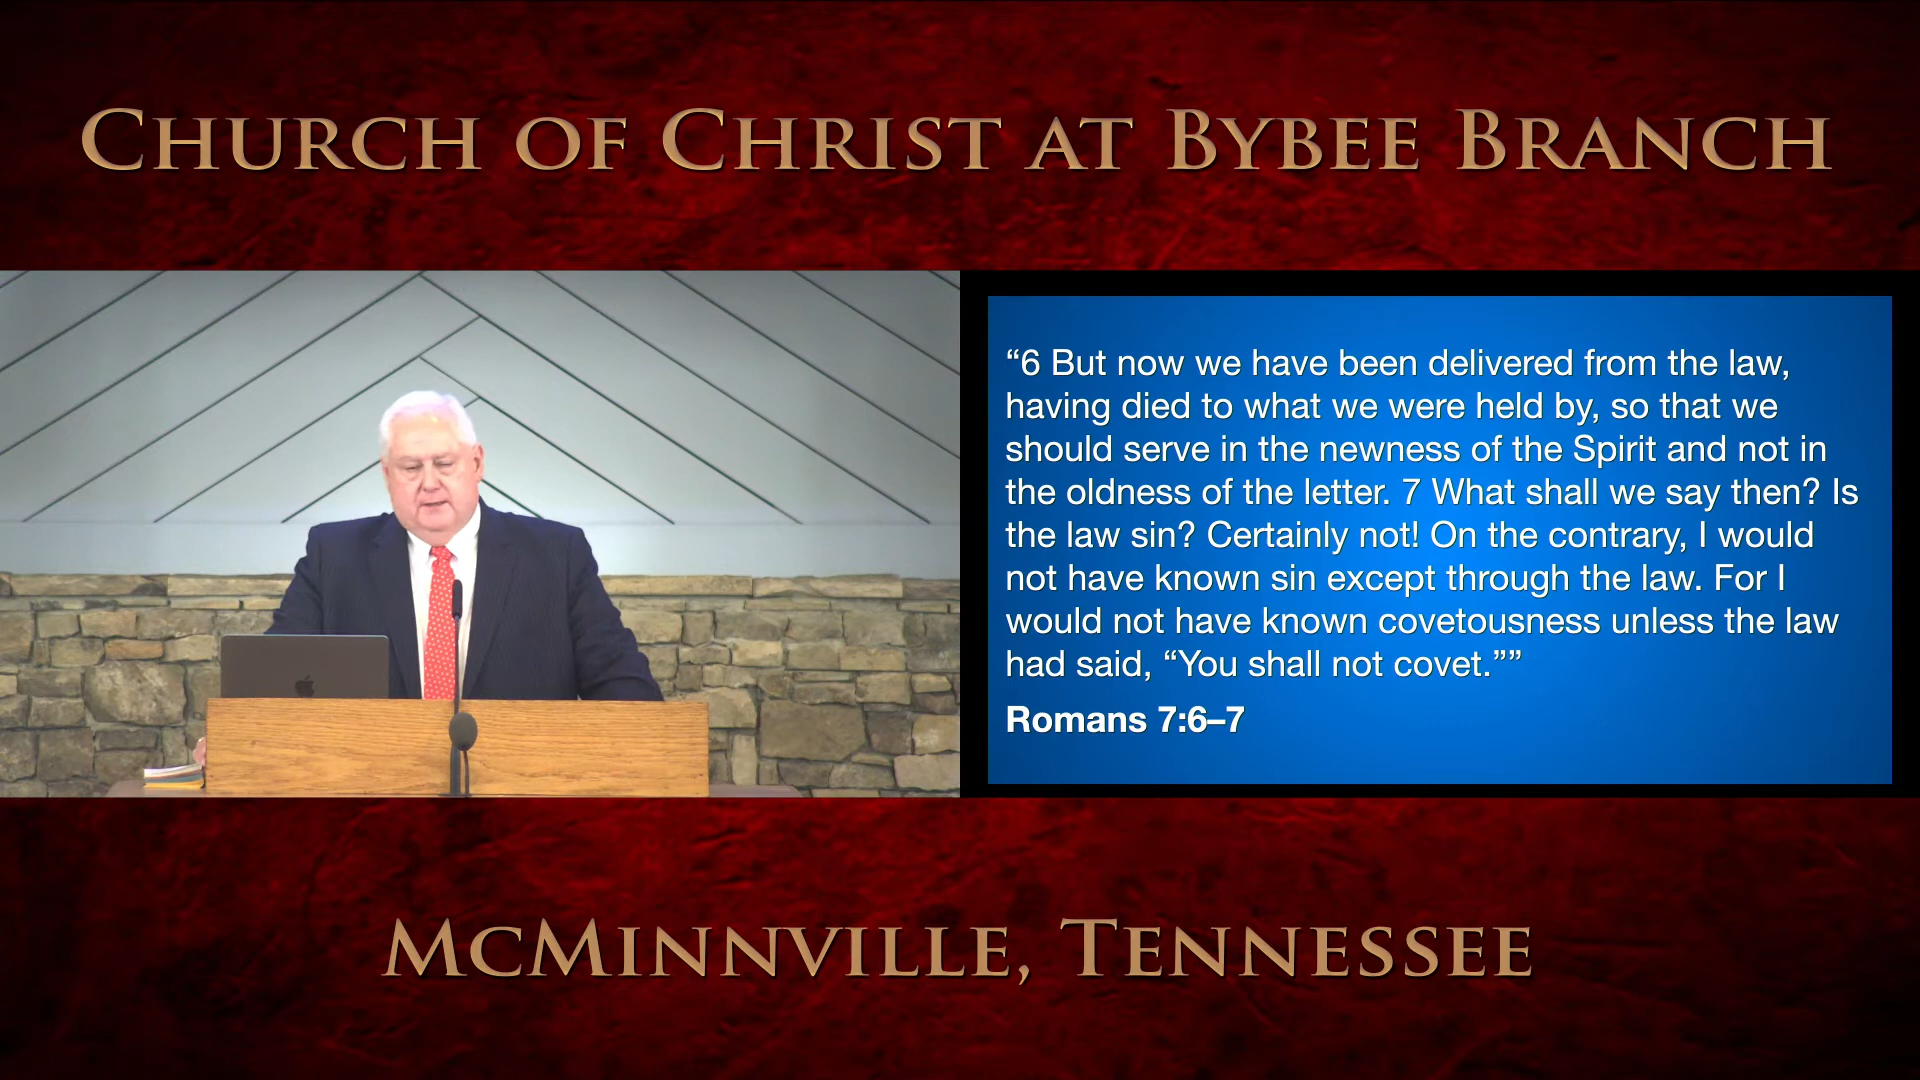 Church of Christ at Bybee Branch
“6 But now we have been delivered from the law,
having died to what we were held by, so that we
should serve in the newness of the Spirit and not in
the oldness of the letter. 7 What shall we say then? Is
the law sin? Certainly not! On the contrary, I would
not have known sin except through the law. For I
would not have known covetousness unless the law
had said, “You shall not covet.””
Romans 7:6–7
McMinnville, Tennessee